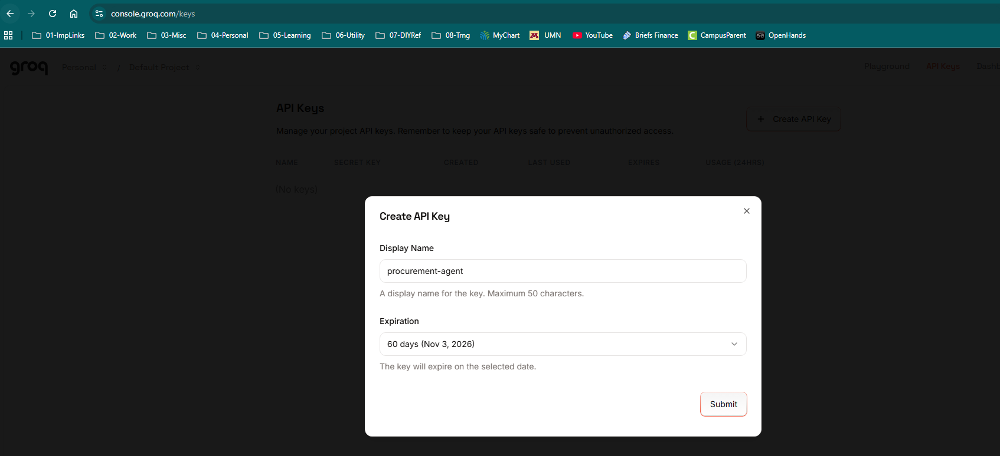 console.groq.com/keys
01-ImpLinks 02-Work 03-Misc 04-Personal 05-Learning 06-Utility 07-DIYRef 08-Trng MyChart UMN YouTube Briefs Finance CampusParent OpenHands
groq Personal / Default Project Playground API Keys Dashb
API Keys
+ Create API Key
Manage your project API keys. Remember to keep your API keys safe to prevent unauthorized access.
NAME SECRET KEY CREATED LAST USED EXPIRES USAGE (24HRS)
(No keys)
Create API Key
Display Name
procurement-agent
A display name for the key. Maximum 50 characters.
Expiration
60 days (Nov 3, 2026)
The key will expire on the selected date.
Submit